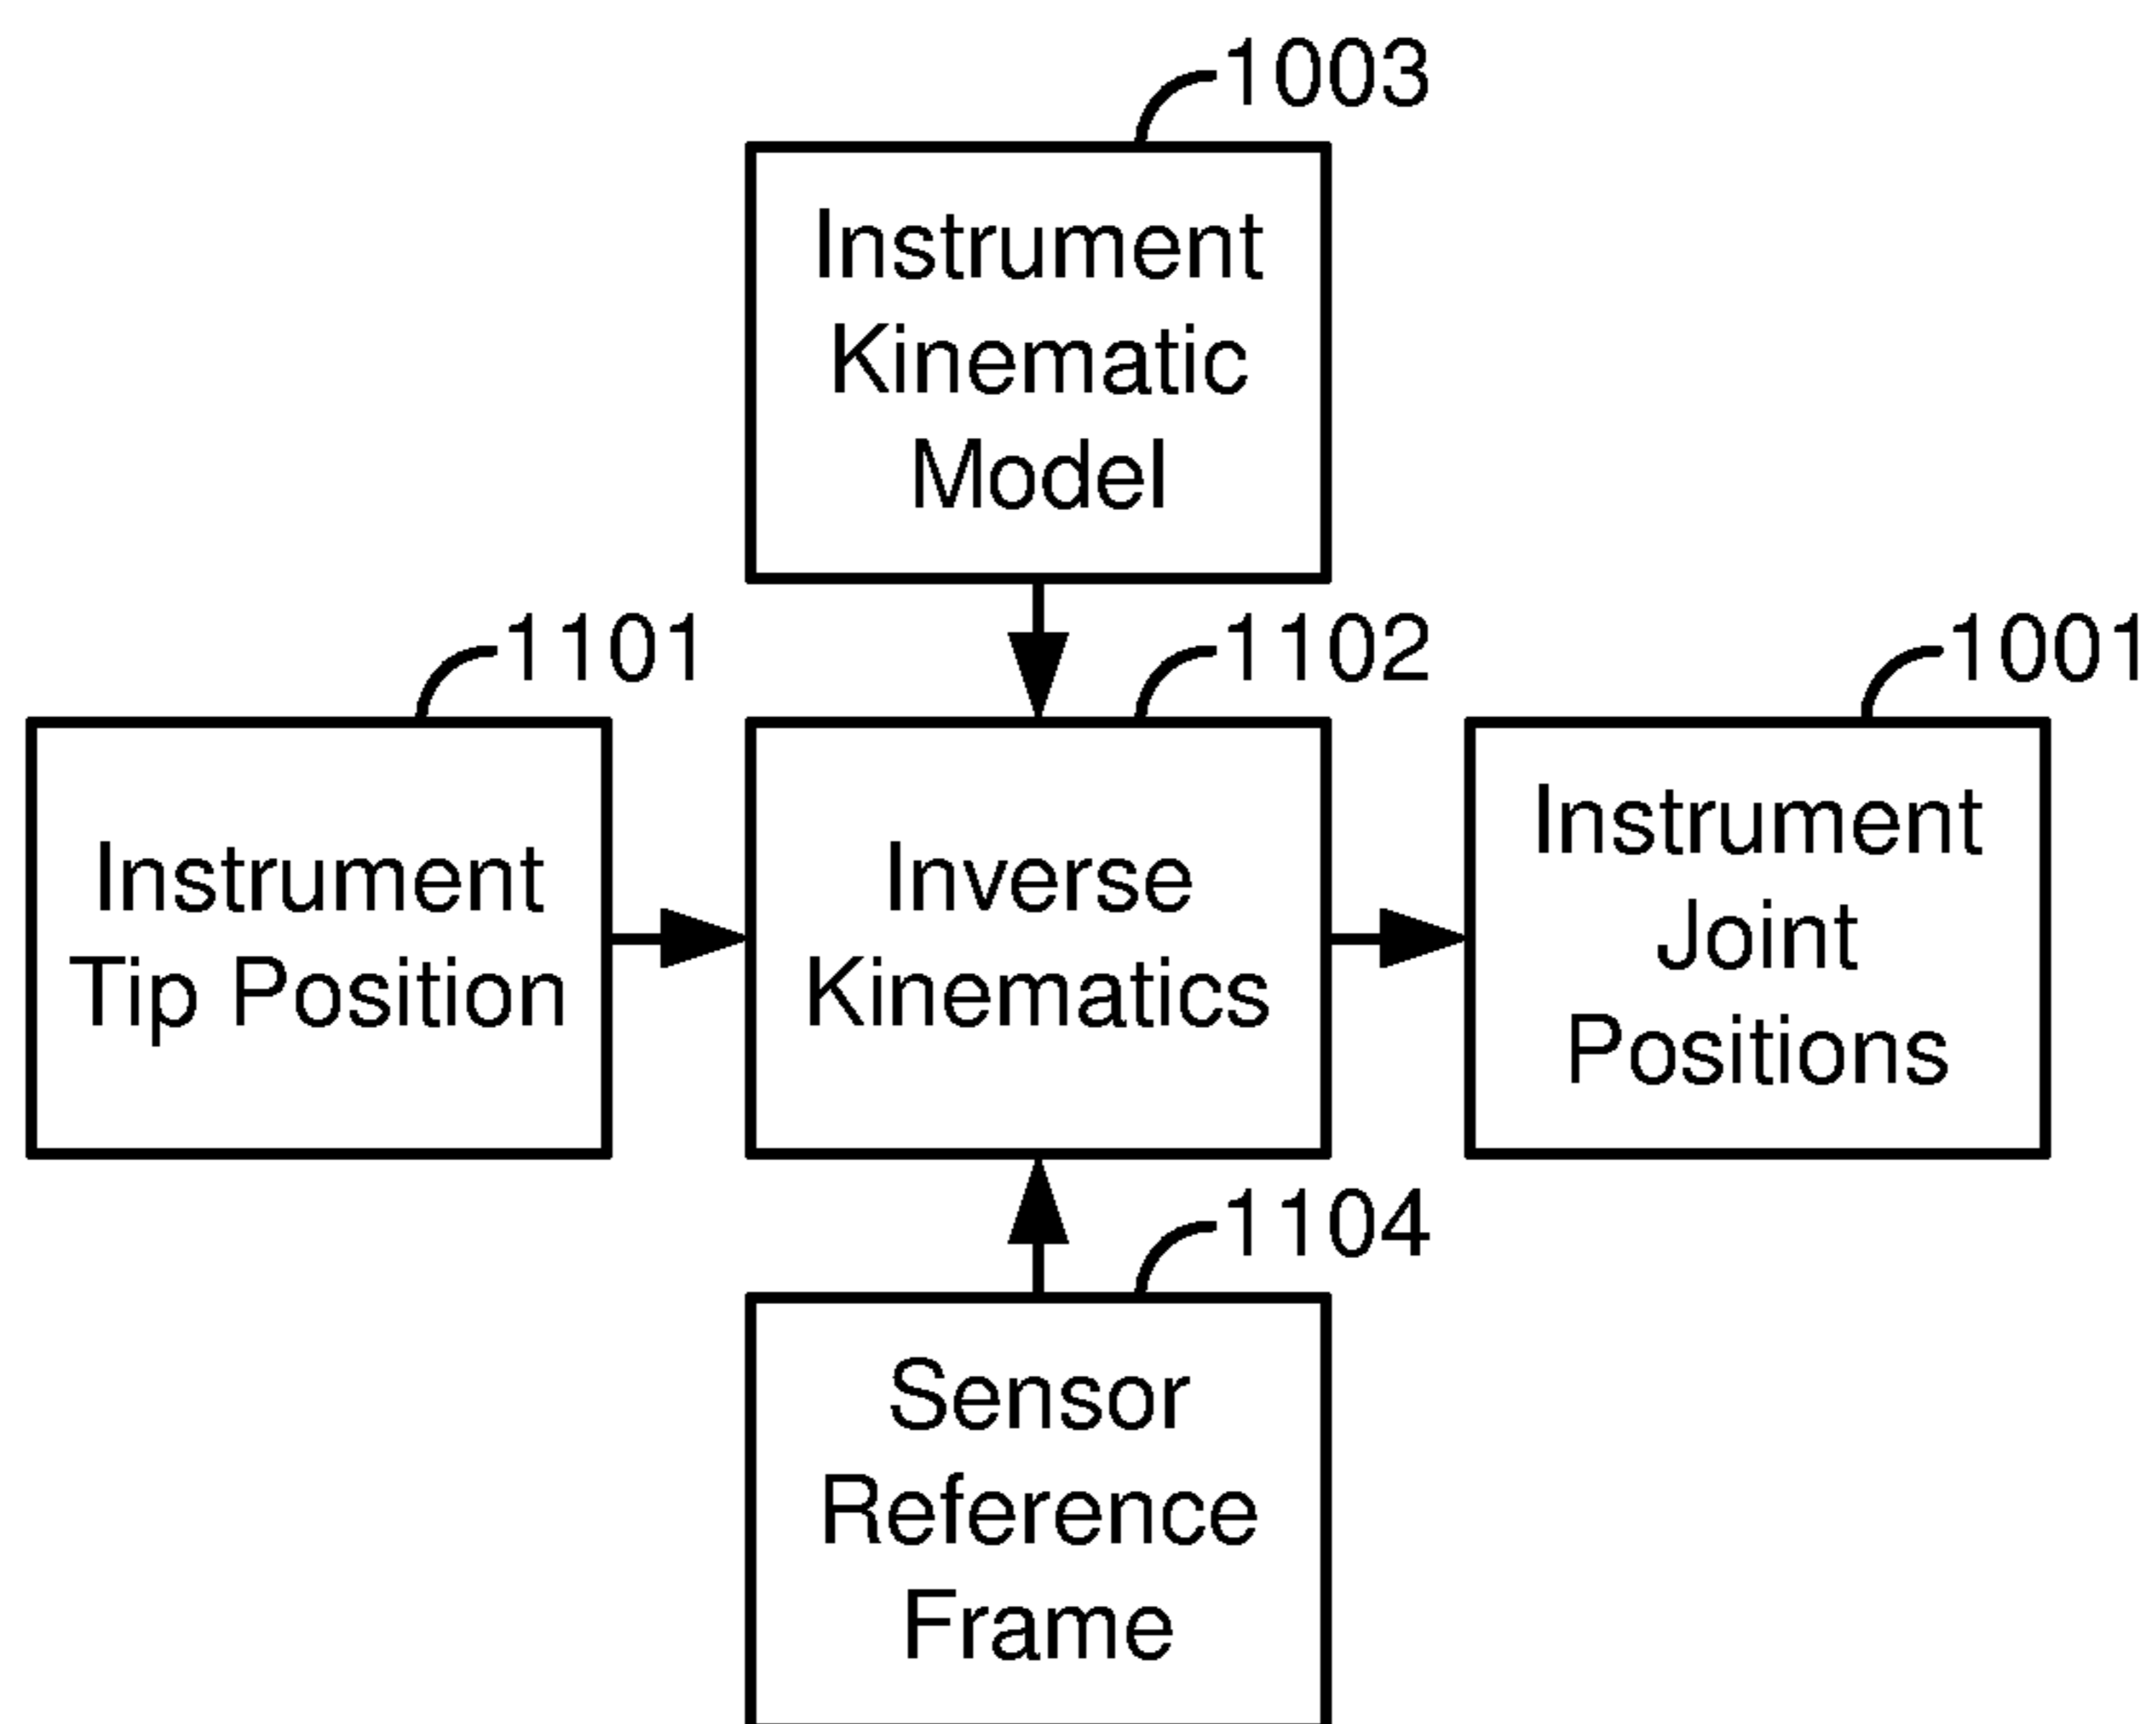 1003
Instrument
Kinematic
Model
1101
Instrument
Tip Position
1102
Inverse
Kinematics
1001
Instrument
Joint
Positions
1104
Sensor
Reference
Frame